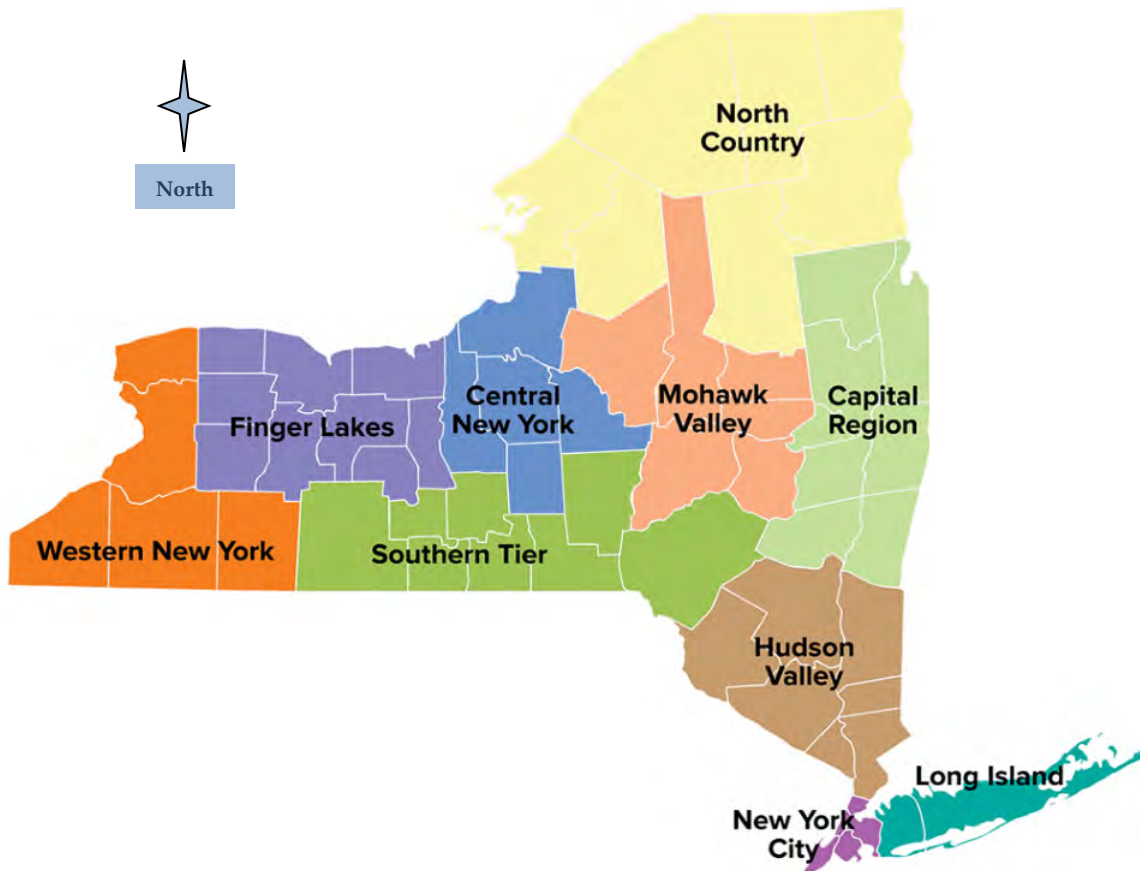 North
Country
North
Central
New York
Mohawk
Valley
Capital
Region
Finger Lakes
Western New York
Southern Tier
Hudson
Valley
Long Island
New York
City